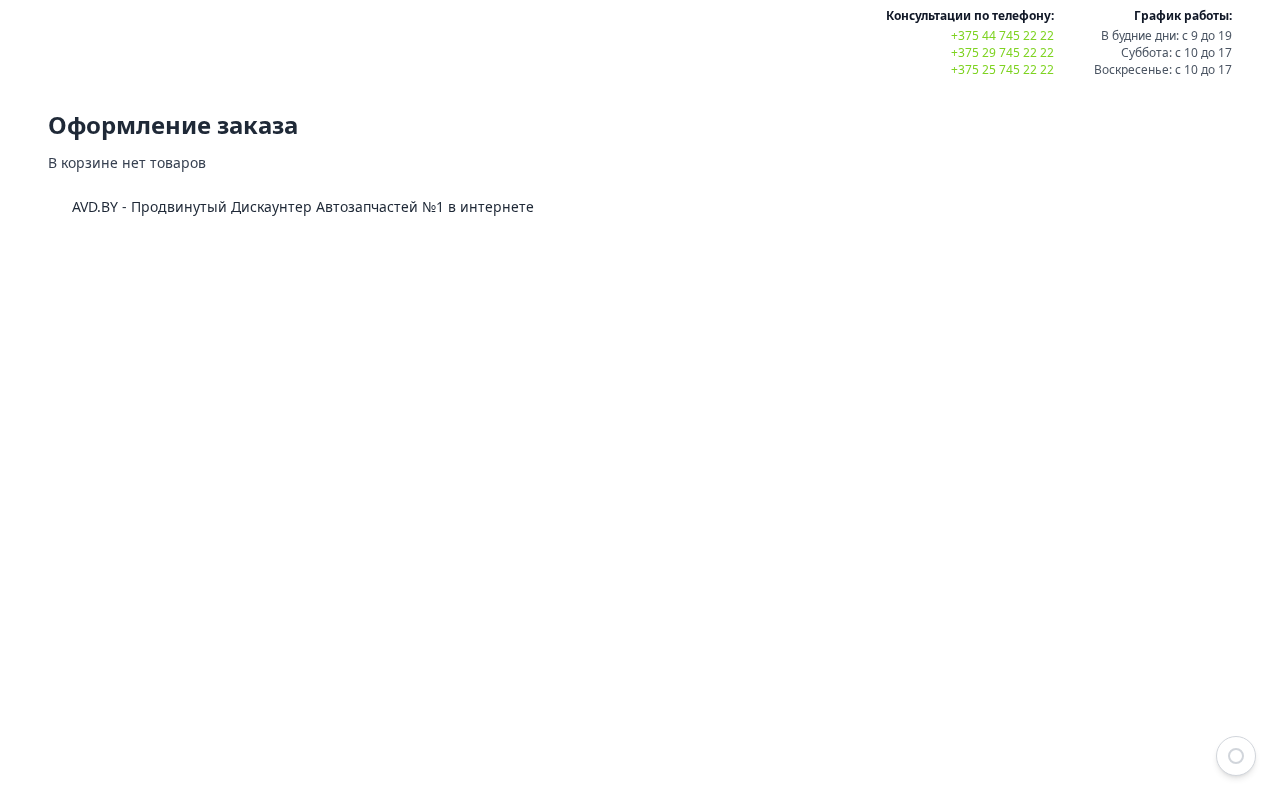 Консультации по телефону:
+375 44 745 22 22
+375 29 745 22 22
+375 25 745 22 22
График работы:
В будние дни: с 9 до 19
Суббота: с 10 до 17
Воскресенье: с 10 до 17
Оформление заказа
В корзине нет товаров
AVD.BY - Продвинутый Дискаунтер Автозапчастей №1 в интернете